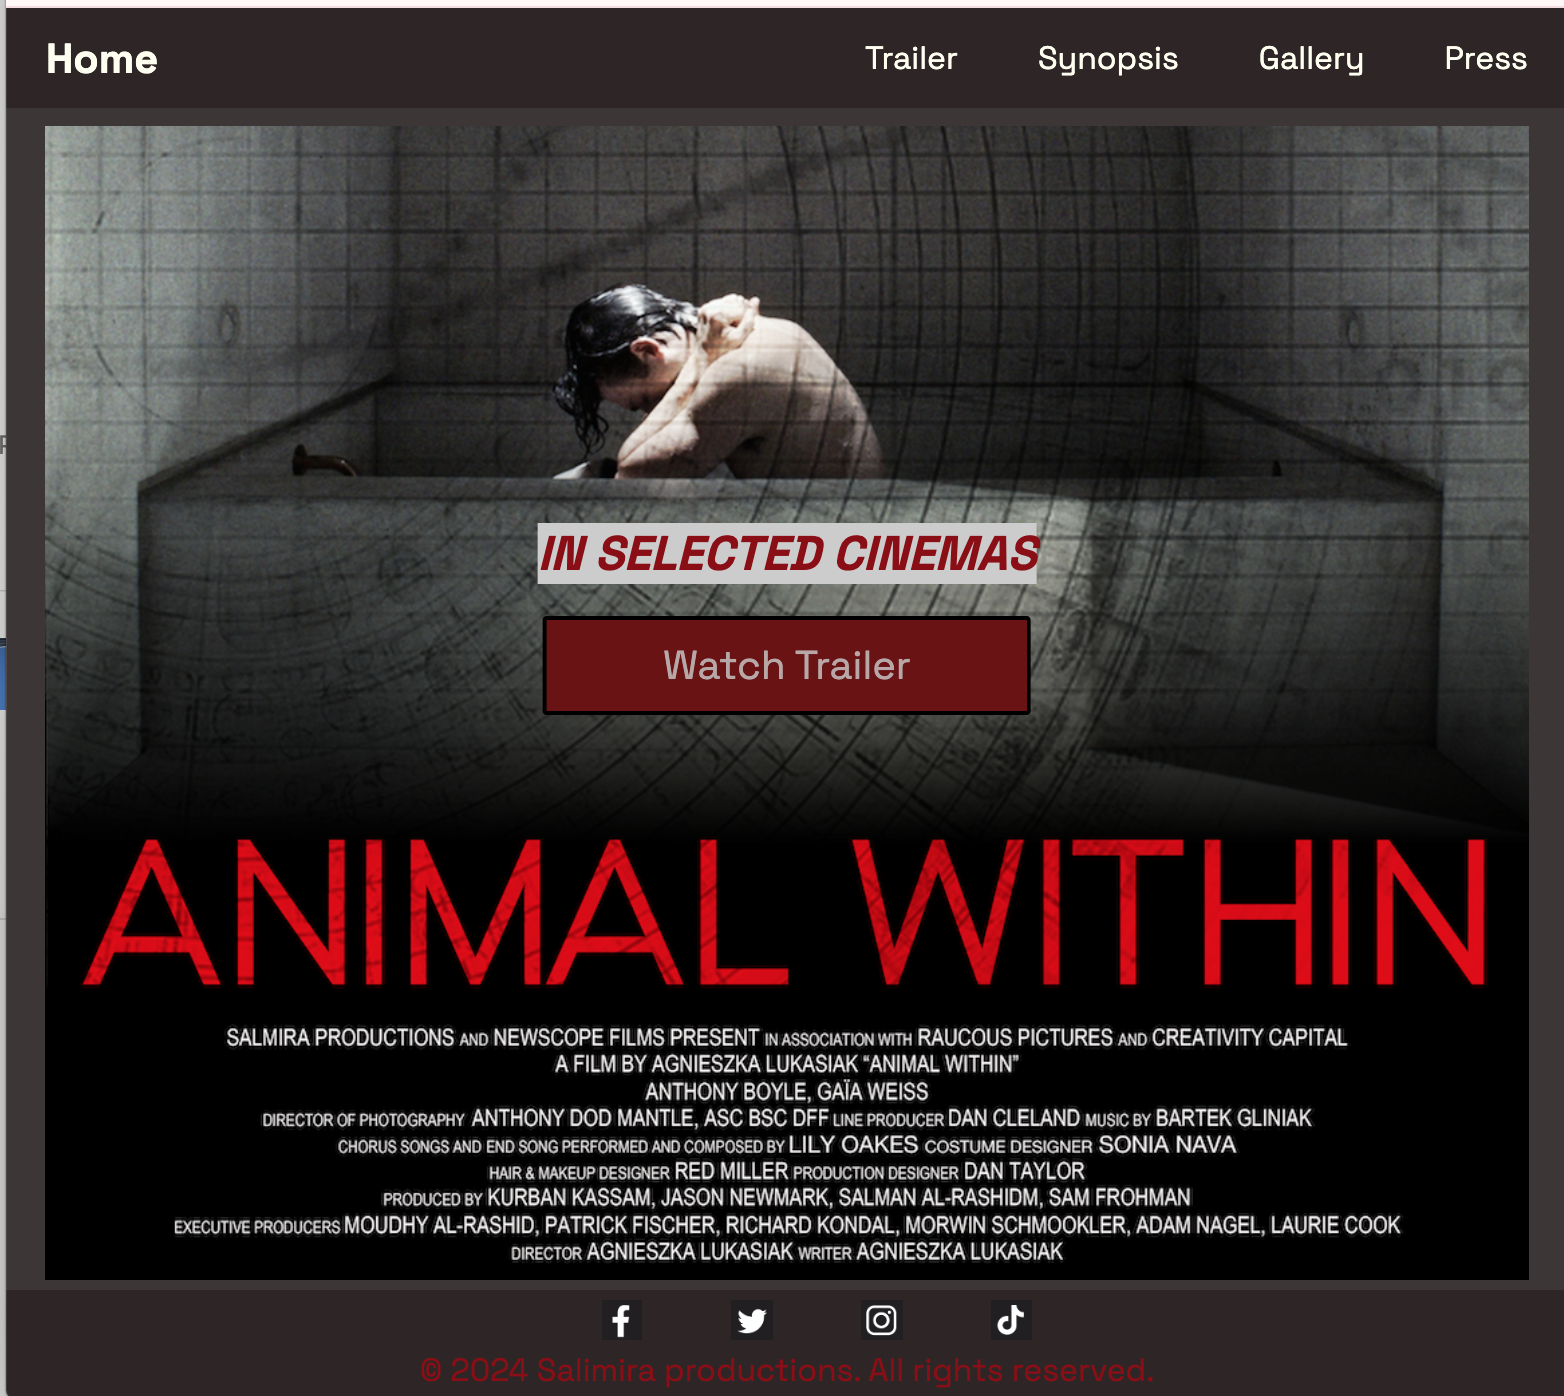 Home Trailer Synopsis Gallery Press
IN SELECTED CINEMAS
Watch Trailer
ANIMAL WITHIN
SALMIRA PRODUCTIONS AND NEWSCOPE FILMS PRESENT IN ASSOCIATION WITH RAUCOUS PICTURES AND CREATIVITY CAPITAL
A FILM BY AGNIESZKA LUKASIAK “ANIMAL WITHIN”
ANTHONY BOYLE, GAÏA WEISS
DIRECTOR OF PHOTOGRAPHY ANTHONY DOD MANTLE, ASC BSC DFF LINE PRODUCER DAN CLELAND MUSIC BY BARTEK GLINIAK
CHORUS SONGS AND END SONG PERFORMED AND COMPOSED BY LILY OAKES COSTUME DESIGNER SONIA NAVA
HAIR & MAKEUP DESIGNER RED MILLER PRODUCTION DESIGNER DAN TAYLOR
PRODUCED BY KURBAN KASSAM, JASON NEWMARK, SALMAN AL-RASHIDM, SAM FROHMAN
EXECUTIVE PRODUCERS MOUDHY AL-RASHID, PATRICK FISCHER, RICHARD KONDAL, MORWIN SCHMOOKLER, ADAM NAGEL, LAURIE COOK
DIRECTOR AGNIESZKA LUKASIAK WRITER AGNIESZKA LUKASIAK
© 2024 Salimira productions. All rights reserved.